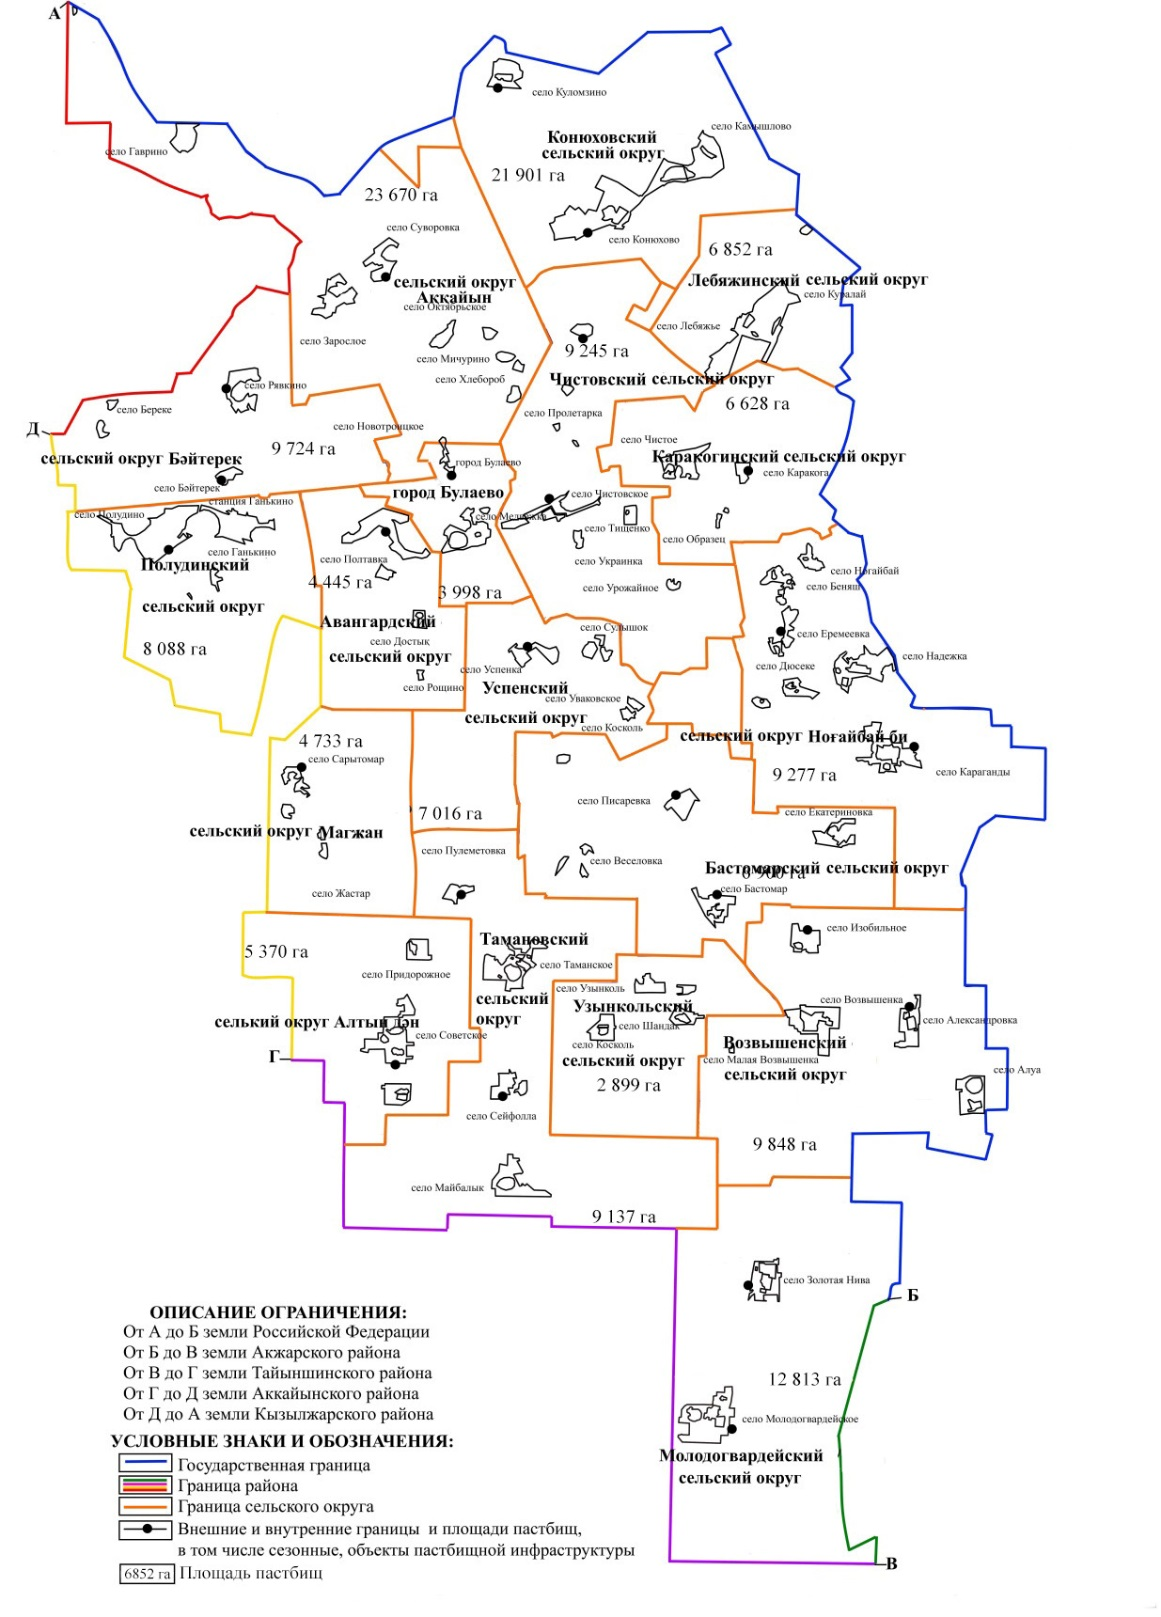 А
село Куломзино
село Камышлово
Конюховский
сельский округ
село Гаврино
21 901 га
23 670 га
село Суворовка
село Конюхово
6 852 га
сельский округ
Аққайын
Лебяжинский сельский округ
село Куралай
село Октябрьское
село Лебяжье
село Зарослое
село Мичурино
9 245 га
село Хлебороб
Чистовский сельский округ
село Рявкино
6 628 га
село Береке
село Пролетарка
Д
село Новотроицкое
село Чистое
9 724 га
сельский округ Бәйтерек
город Булаево
Каракогинский сельский округ
село Каракога
село Бәйтерек
город Булаево
село Чистовское
станция Ганькино
село Полудино
село Медвежка
село Тищенко
село Образец
село Ганькино
село Полтавка
Полудинский
село Украинка
село Ногайбай
4 445 га
3 998 га
село Урожайное
село Беняш
сельский округ
Авангардский
село Сулышок
село Еремеевка
8 088 га
село Достық
сельский округ
село Надежка
село Успенка
село Дюсеке
село Рощино
Успенский
село Уваковское
сельский округ
село Косколь
сельский округ Ноғайбай би
4 733 га
село Сарытомар
9 277 га
село Караганды
село Писаревка
7 016 га
село Екатериновка
сельский округ Мағжан
село Пулеметовка
село Веселовка
Бастомарский сельский округ
село Жастар
село Бастомар
село Изобильное
Тамановский
5 370 га
село Таманское
село Придорожное
село Узынколь
сельский
округ
Узынкольский
село Возвышенка
селький округ Алтын дән
село Шандак
село Александровка
село Советское
село Косколь
Возвышенский
Г
сельский округ
село Малая Возвышенка
село Алуа
сельский округ
2 899 га
село Сейфолла
9 848 га
село Майбалык
9 137 га
село Золотая Нива
Б
ОПИСАНИЕ ОГРАНИЧЕНИЯ:
От А до Б земли Российской Федерации
От Б до В земли Акжарского района
От В до Г земли Тайыншинского района
От Г до Д земли Аккайынского района
От Д до А земли Кызылжарского района
12 813 га
село Молодогвардейское
УСЛОВНЫЕ ЗНАКИ И ОБОЗНАЧЕНИЯ:
Молодогвардейский
сельский округ
Государственная граница
Граница района
Граница сельского округа
Внешние и внутренние границы и площади пастбищ,
в том числе сезонные, объекты пастбищной инфраструктуры
В
6852 га Площадь пастбищ